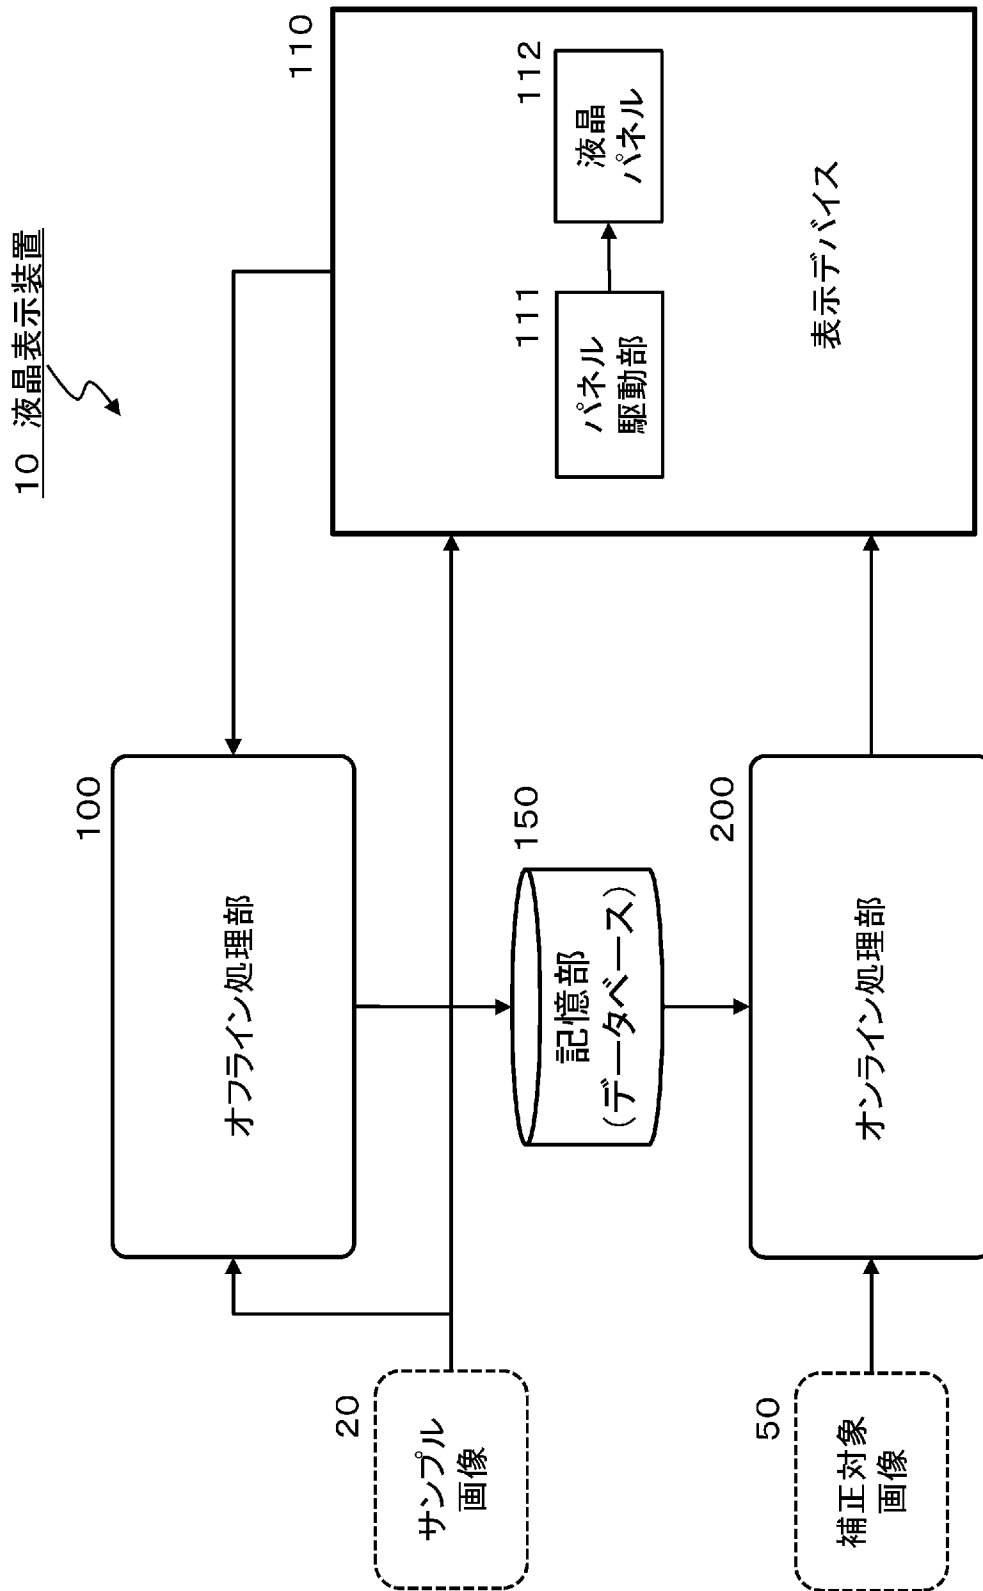 10 液晶表示装置
20
サンプル
画像
100
オフライン処理部
110
111
パネル
駆動部
112
液晶
パネル
表示デバイス
150
記憶部
(データベース)
50
補正対象
画像
200
オンライン処理部